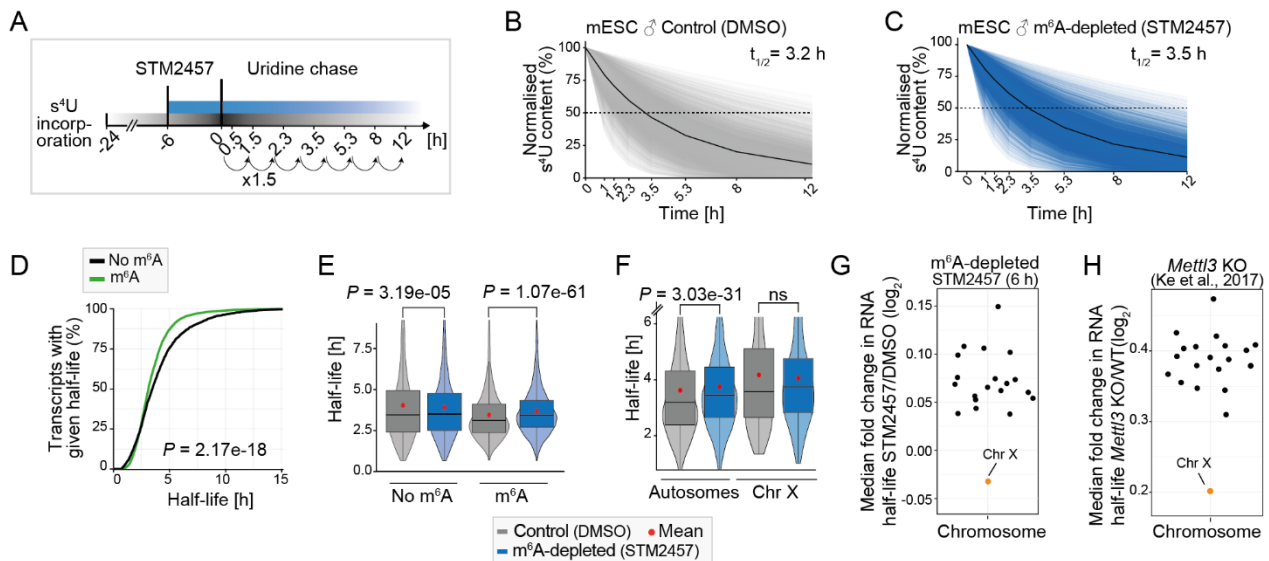 A
STM2457
Uridine chase
s⁴U
incorp-
oration
-24
-6
0
0.5
1.5
2.3
3.5
5.3
8
12
[h]
x1.5
B
mESC ♂ Control (DMSO)
t1/2 = 3.2 h
Normalised
s⁴U content (%)
100
75
50
25
0
0
1
1.5
2.3
3.5
5.3
8
12
Time [h]
C
mESC ♂ m⁶A-depleted (STM2457)
t1/2 = 3.5 h
Normalised
s⁴U content (%)
100
75
50
25
0
0
1
1.5
2.3
3.5
5.3
8
12
Time [h]
D
No m⁶A
m⁶A
Transcripts with
given half-life (%)
100
75
50
25
0
P = 2.17e-18
0
5
10
15
Half-life [h]
E
P = 3.19e-05
P = 1.07e-61
Half-life [h]
7.5
5.0
2.5
0.0
No m⁶A
m⁶A
F
P = 3.03e-31
ns
Half-life [h]
6
4
2
Autosomes
Chr X
Control (DMSO)
Mean
m⁶A-depleted (STM2457)
G
m⁶A-depleted
STM2457 (6 h)
Median fold change in RNA
half-life STM2457/DMSO (log2)
0.15
0.10
0.05
0.00
-0.05
Chr X
Chromosome
H
Mettl3 KO
(Ke et al., 2017)
Median fold change in RNA
half-life Mettl3 KO/WT (log2)
0.4
0.3
0.2
Chr X
Chromosome